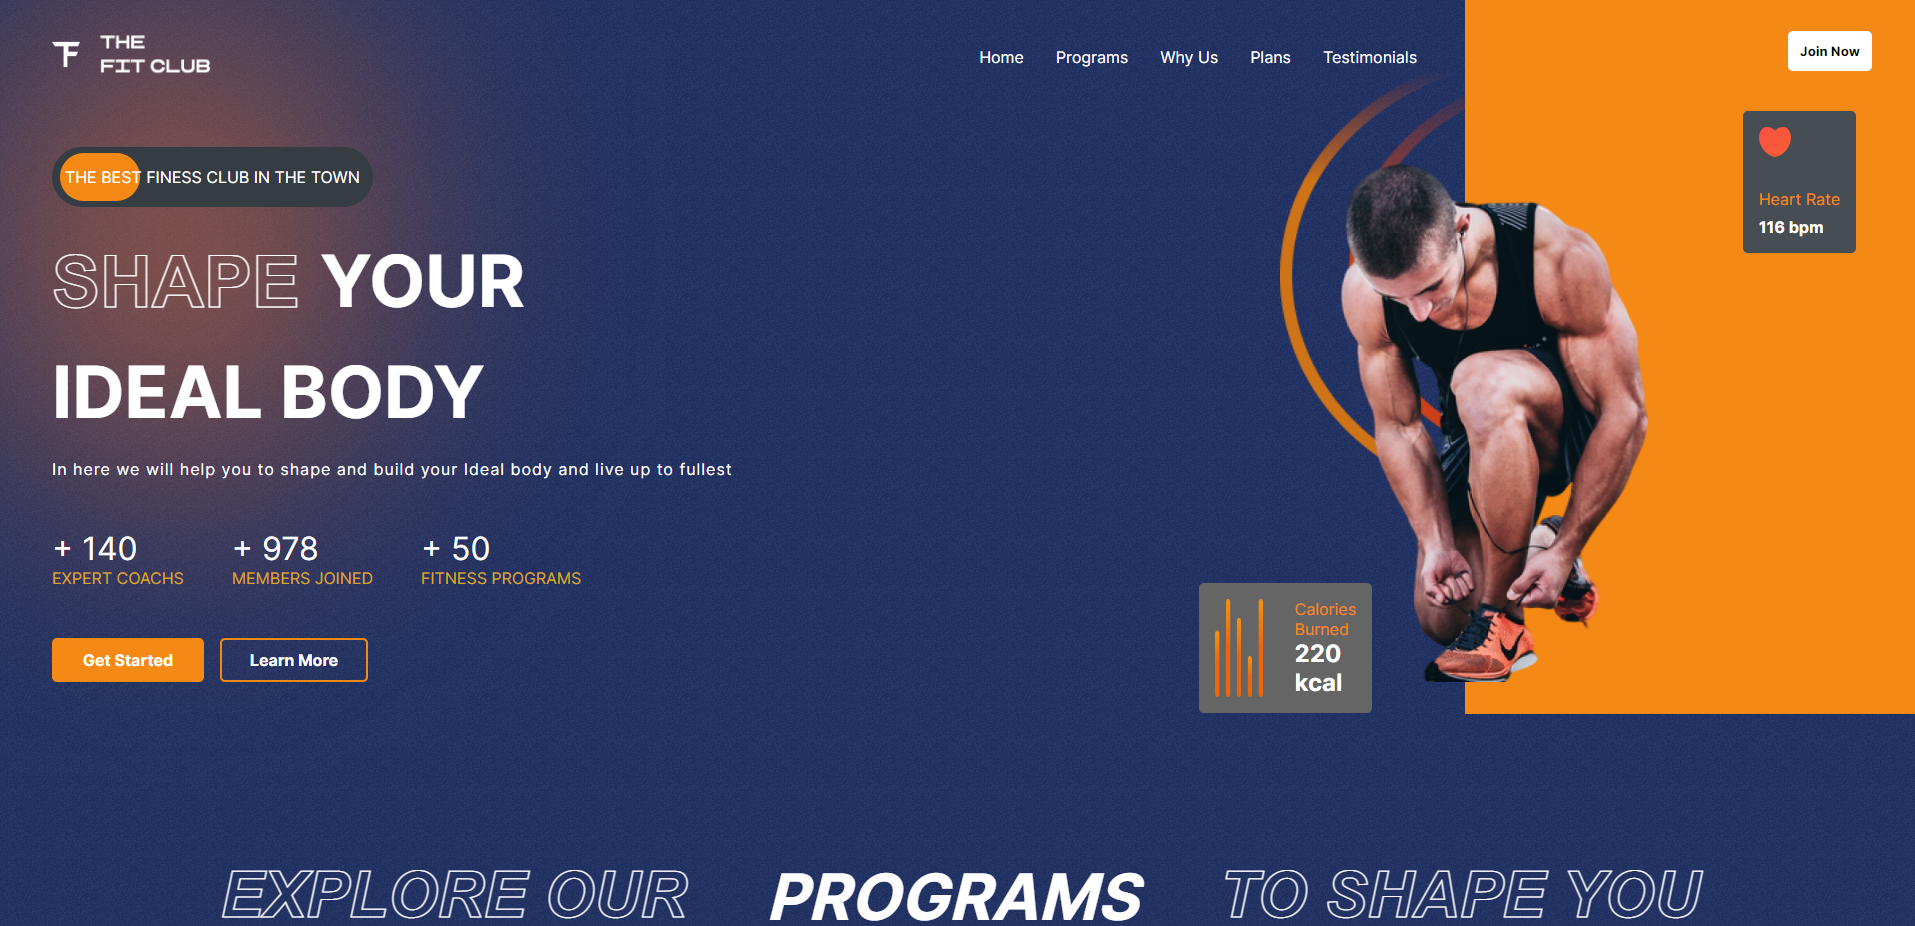 THE
FIT CLUB
Home Programs Why Us Plans Testimonials
Join Now
THE BEST FINESS CLUB IN THE TOWN
Heart Rate
116 bpm
SHAPE YOUR
IDEAL BODY
In here we will help you to shape and build your Ideal body and live up to fullest
+ 140
EXPERT COACHS
+ 978
MEMBERS JOINED
+ 50
FITNESS PROGRAMS
Get Started
Learn More
Calories
Burned
220
kcal
EXPLORE OUR PROGRAMS TO SHAPE YOU